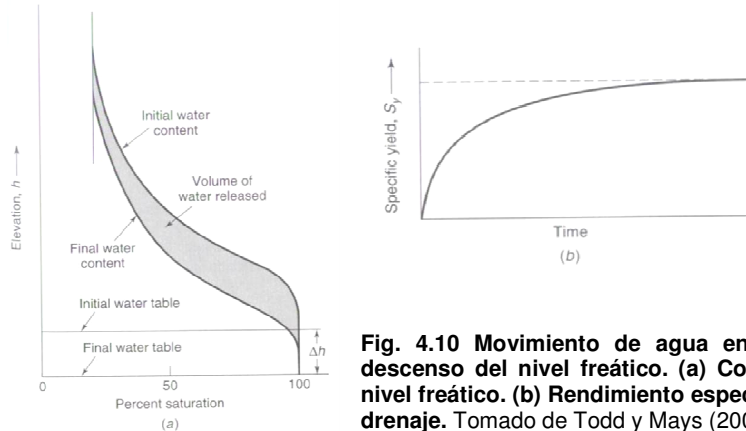 Initial water
content
Volume of
water released
Elevation, h
Final water
content
Initial water table
Final water table
Δh
0
50
100
Percent saturation
(a)
Specific yield, Sy
Time
(b)
Fig. 4.10 Movimiento de agua en
descenso del nivel freático. (a) Co
nivel freático. (b) Rendimiento espec
drenaje. Tomado de Todd y Mays (200